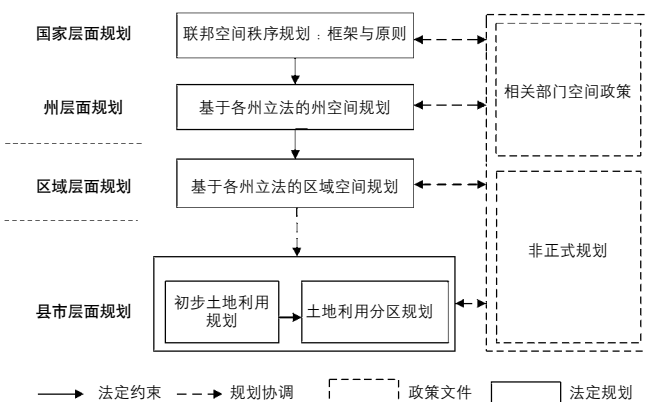 国家层面规划
联邦空间秩序规划：框架与原则
相关部门空间政策
州层面规划
基于各州立法的州空间规划
区域层面规划
基于各州立法的区域空间规划
非正式规划
县市层面规划
初步土地利用
规划
土地利用分区规划
法定约束
规划协调
政策文件
法定规划